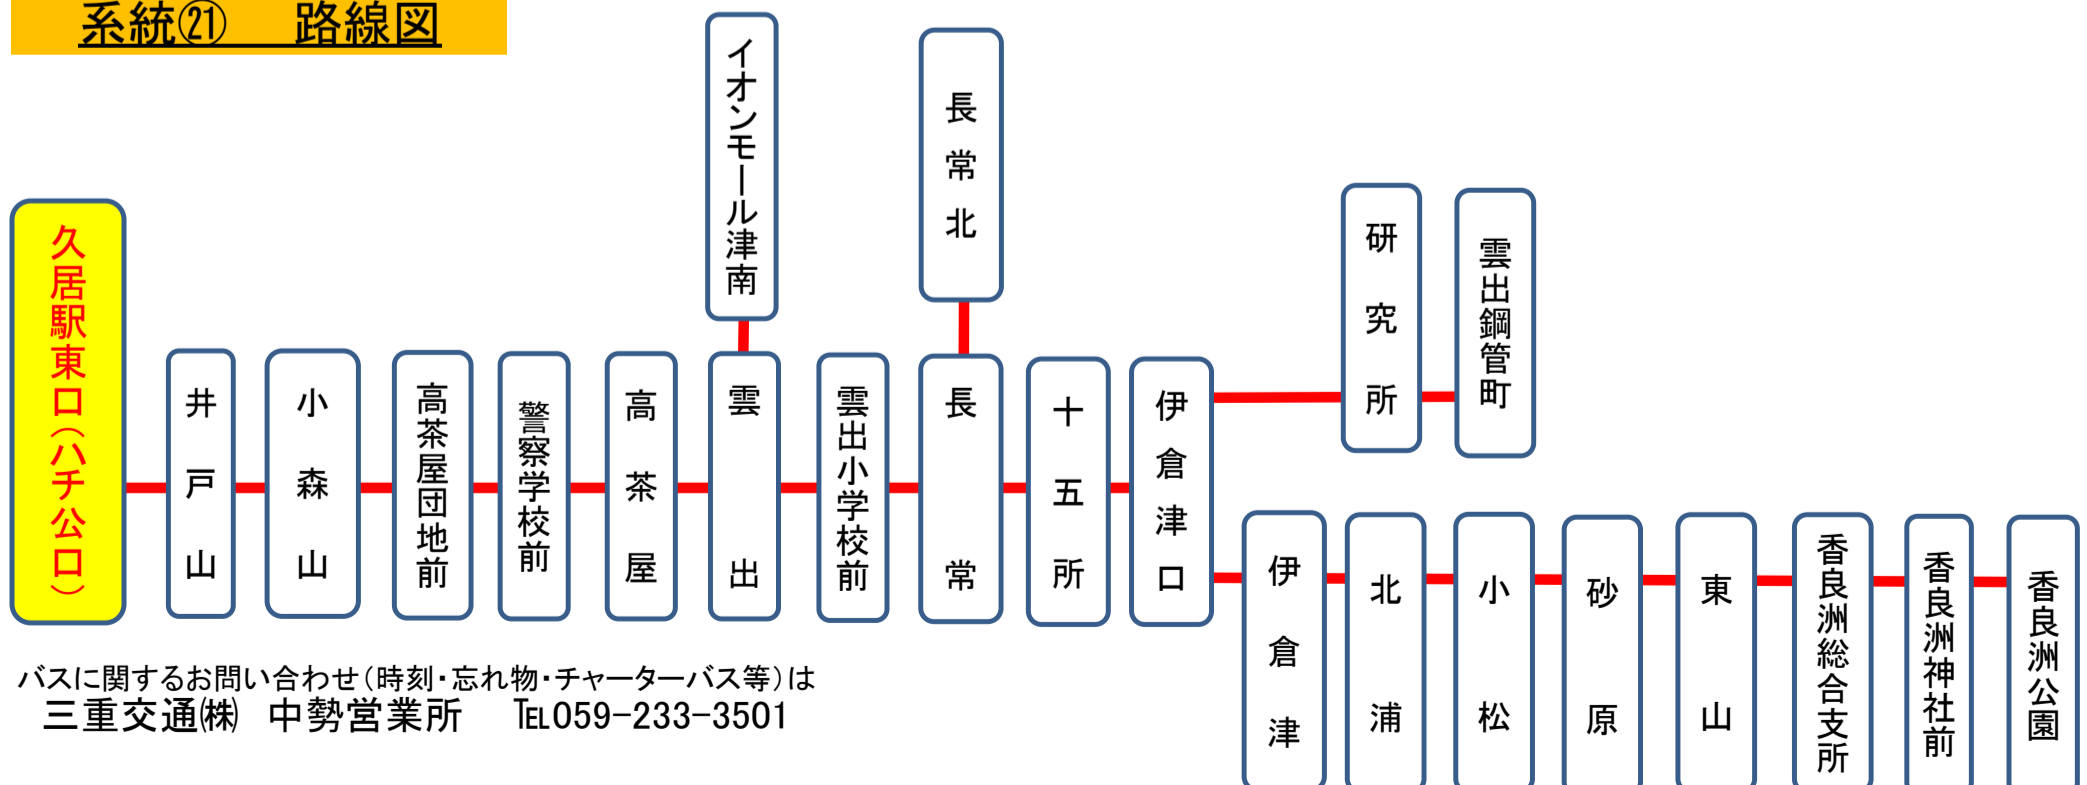 系統㉑　路線図
イオンモール津南
長常北
研究所
雲出鋼管町
久居駅東口(ハチ公口)
井戸山
小森山
高茶屋団地前
警察学校前
高茶屋
雲出
雲出小学校前
長常
十五所
伊倉津口
伊倉津
北浦
小松
砂原
東山
香良洲総合支所
香良洲神社前
香良洲公園
バスに関するお問い合わせ(時刻・忘れ物・チャーターバス等)は
三重交通㈱　中勢営業所　℡059-233-3501